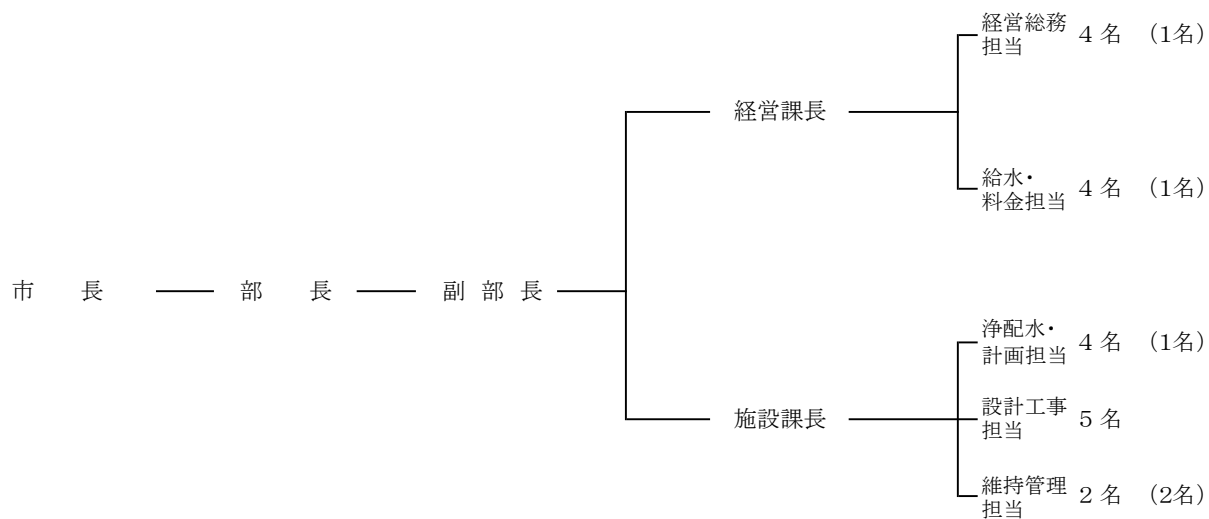 経営総務
担当 4名 (1名)
経営課長
給水・
料金担当 4名 (1名)
市長 部長 副部長
浄配水・
計画担当 4名 (1名)
施設課長
設計工事
担当 5名
維持管理
担当 2名 (2名)